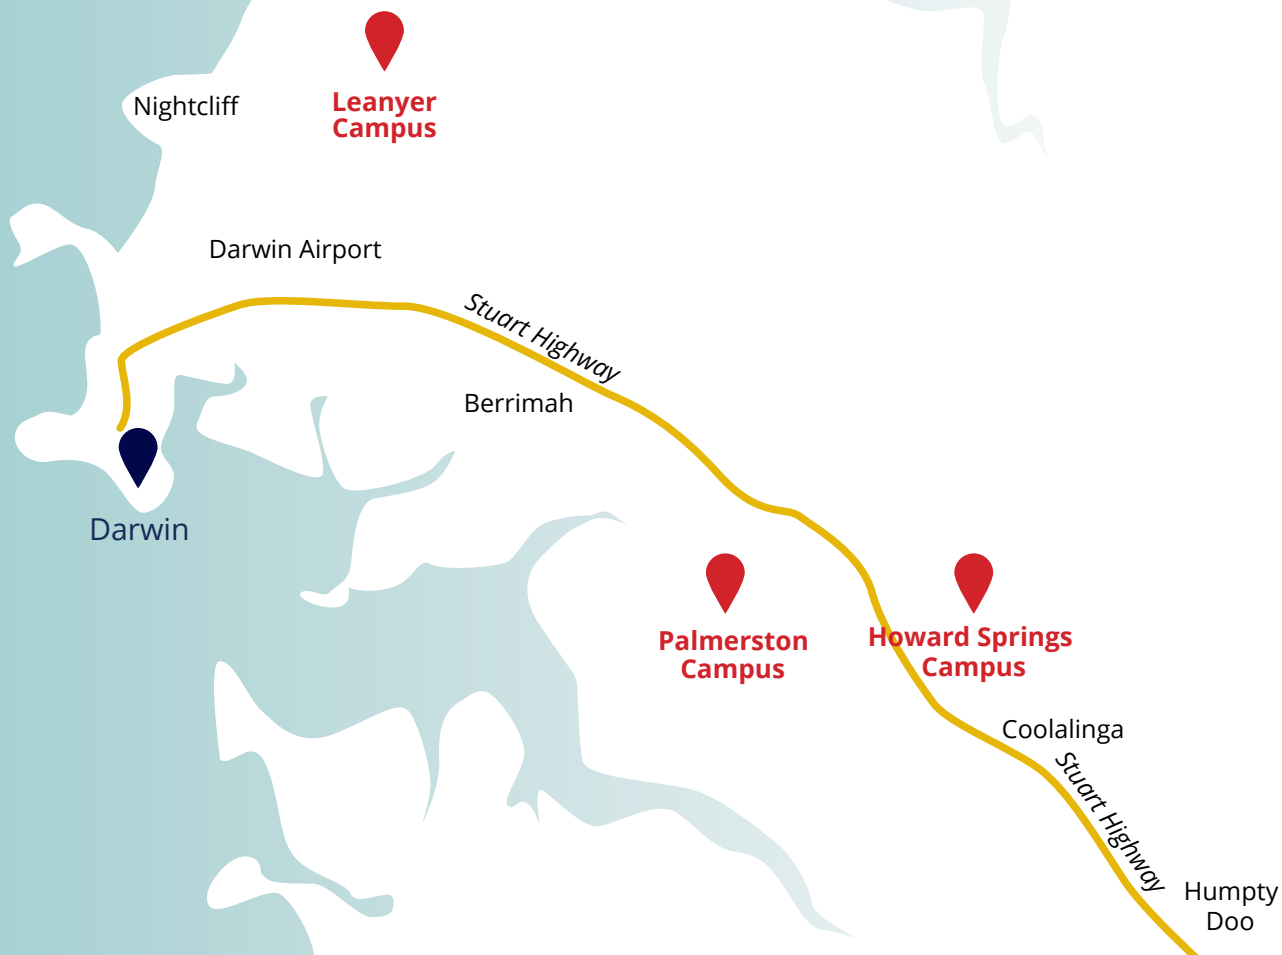 Nightcliff
Leanyer
Campus
Darwin Airport
Stuart Highway
Berrimah
Darwin
Palmerston
Campus
Howard Springs
Campus
Coolalinga
Stuart Highway
Humpty
Doo